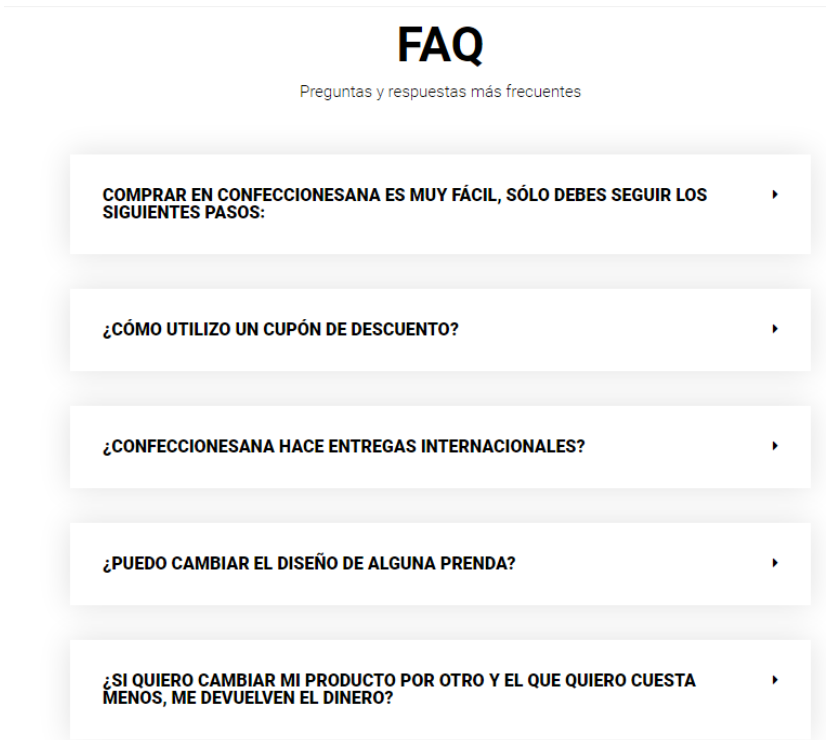 FAQ
Preguntas y respuestas más frecuentes
COMPRAR EN CONFECCIONESANA ES MUY FÁCIL, SÓLO DEBES SEGUIR LOS
SIGUIENTES PASOS:
¿CÓMO UTILIZO UN CUPÓN DE DESCUENTO?
¿CONFECCIONESANA HACE ENTREGAS INTERNACIONALES?
¿PUEDO CAMBIAR EL DISEÑO DE ALGUNA PRENDA?
¿SI QUIERO CAMBIAR MI PRODUCTO POR OTRO Y EL QUE QUIERO CUESTA
MENOS, ME DEVUELVEN EL DINERO?